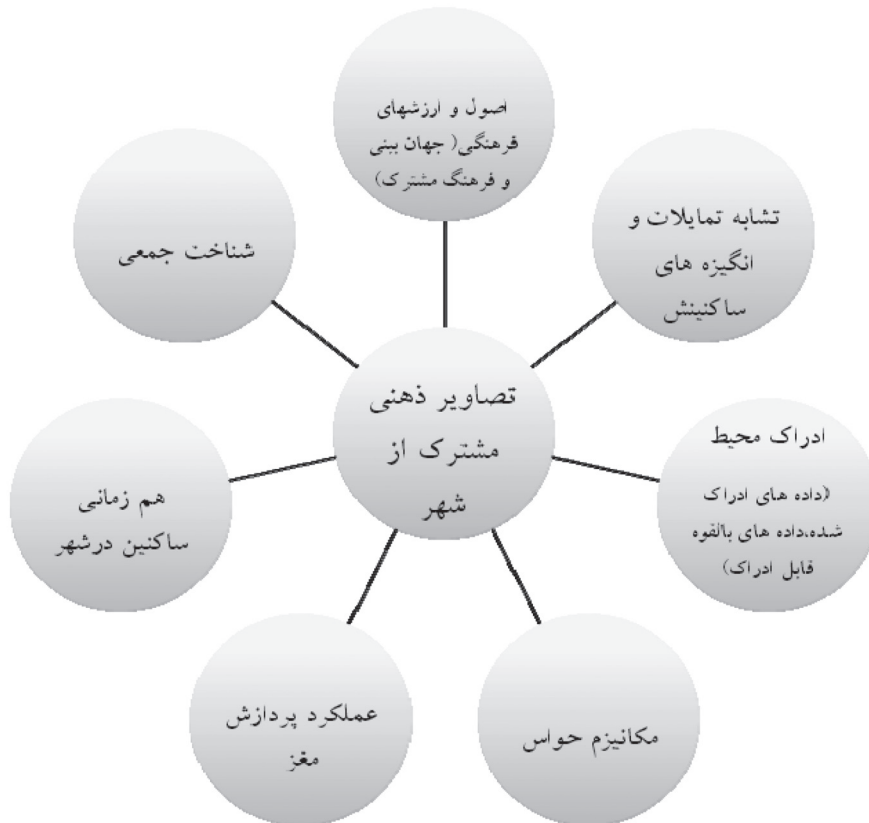 اصول و ارزشهای
فرهنگی( جهان بینی
و فرهنگ مشترک)
تشابه تمایلات و
انگیزه های
ساکنینش
ادراک محیط
(داده های ادراک
شده،داده های بالقوه
قابل ادراک)
مکانیزم حواس
عملکرد پردازش
مغز
هم زمانی
ساکنین درشهر
شناخت جمعی
تصاویر ذهنی
مشترک از
شهر